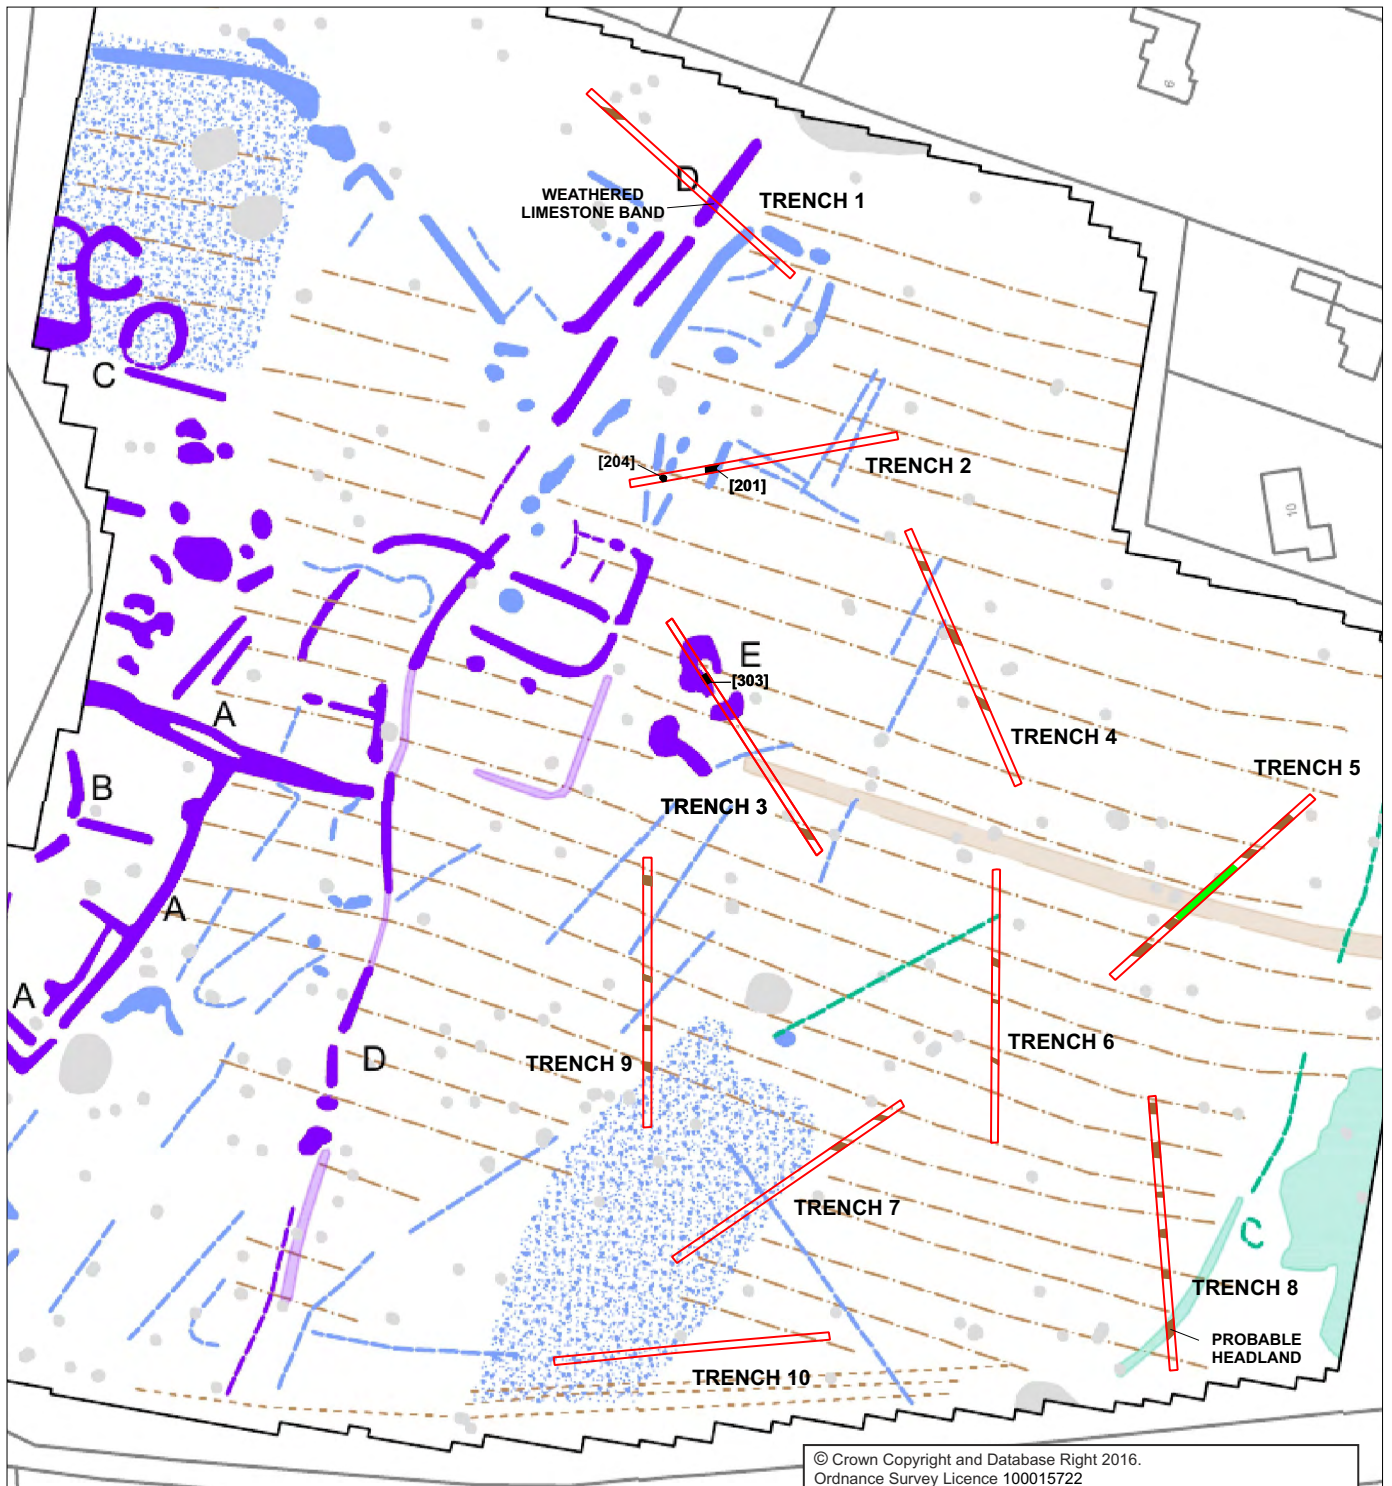 6
D
WEATHERED
LIMESTONE BAND
TRENCH 1
C
[204]
[201]
TRENCH 2
10
E
[303]
A
TRENCH 4
TRENCH 5
B
TRENCH 3
A
A
D
TRENCH 9
TRENCH 6
TRENCH 7
C
TRENCH 8
PROBABLE
HEADLAND
TRENCH 10
© Crown Copyright and Database Right 2016.
Ordnance Survey Licence 100015722